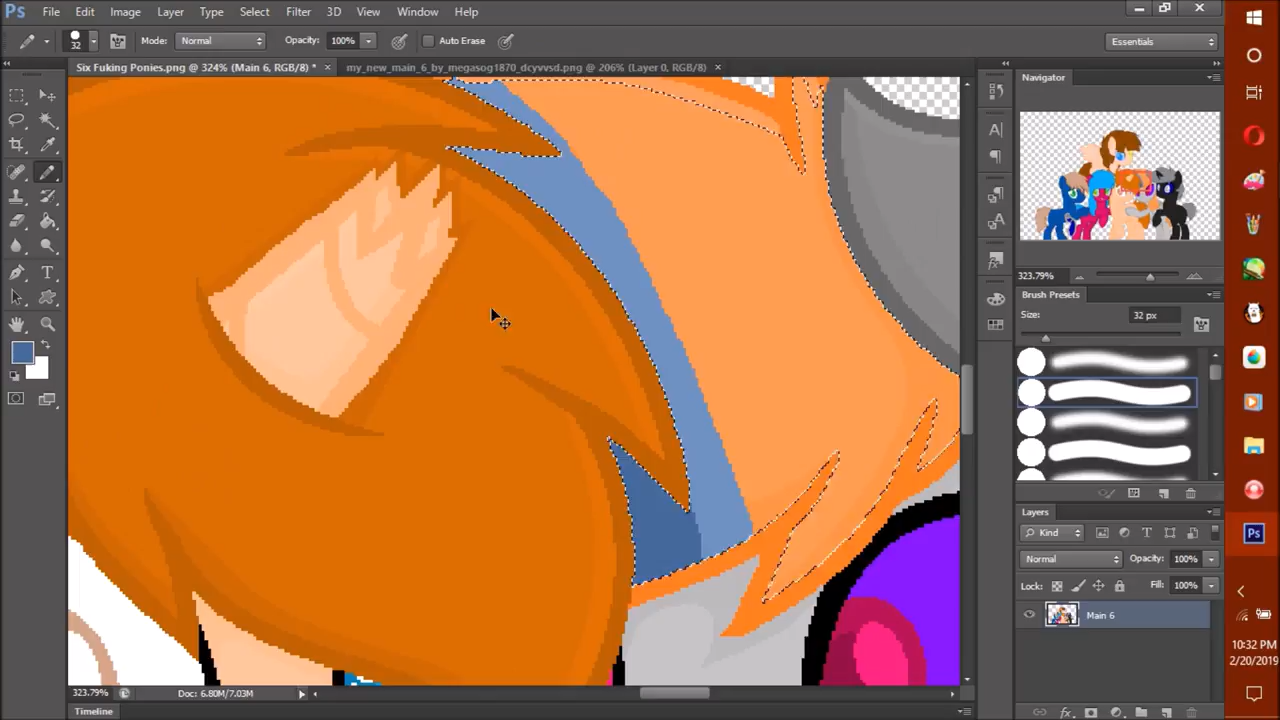 Ps File Edit Image Layer Type Select Filter 3D View Window Help
32 Mode: Normal Opacity: 100% Auto Erase Essentials
Six Fuking Ponies.png @ 324% (Main 6, RGB/8) * × my_new_main_6_by_megasog1870_dcyvvsd.png @ 206% (Layer 0, RGB/8) ×
Navigator
323.79%
Brush Presets
Size: 32 px
Layers
Kind
Normal Opacity: 100%
Lock: Fill: 100%
Main 6
Ps
323.79% Doc: 6.80M/7.03M
Timeline
10:32 PM
2/20/2019